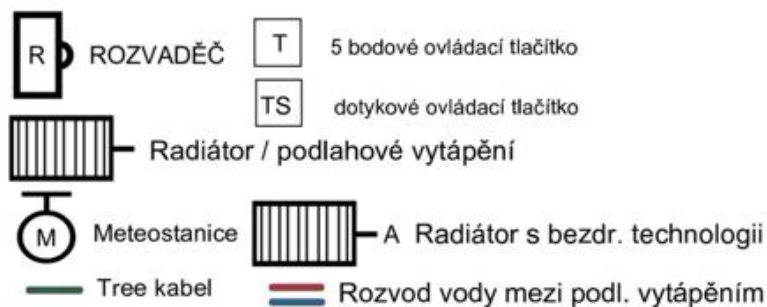 R ROZVADĚČ T 5 bodové ovládací tlačítko
TS dotykové ovládací tlačítko
Radiátor / podlahové vytápění
M Meteostanice A Radiátor s bezdr. technologii
Tree kabel Rozvod vody mezi podl. vytápěním